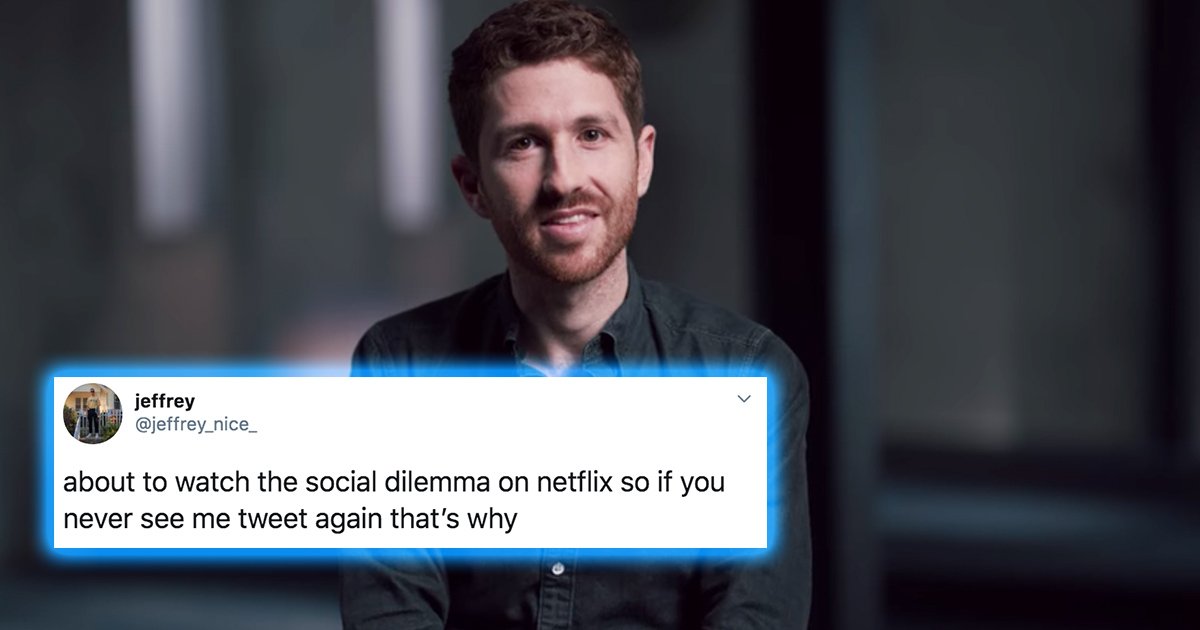 jeffrey
@jeffrey_nice_
about to watch the social dilemma on netflix so if you
never see me tweet again that’s why